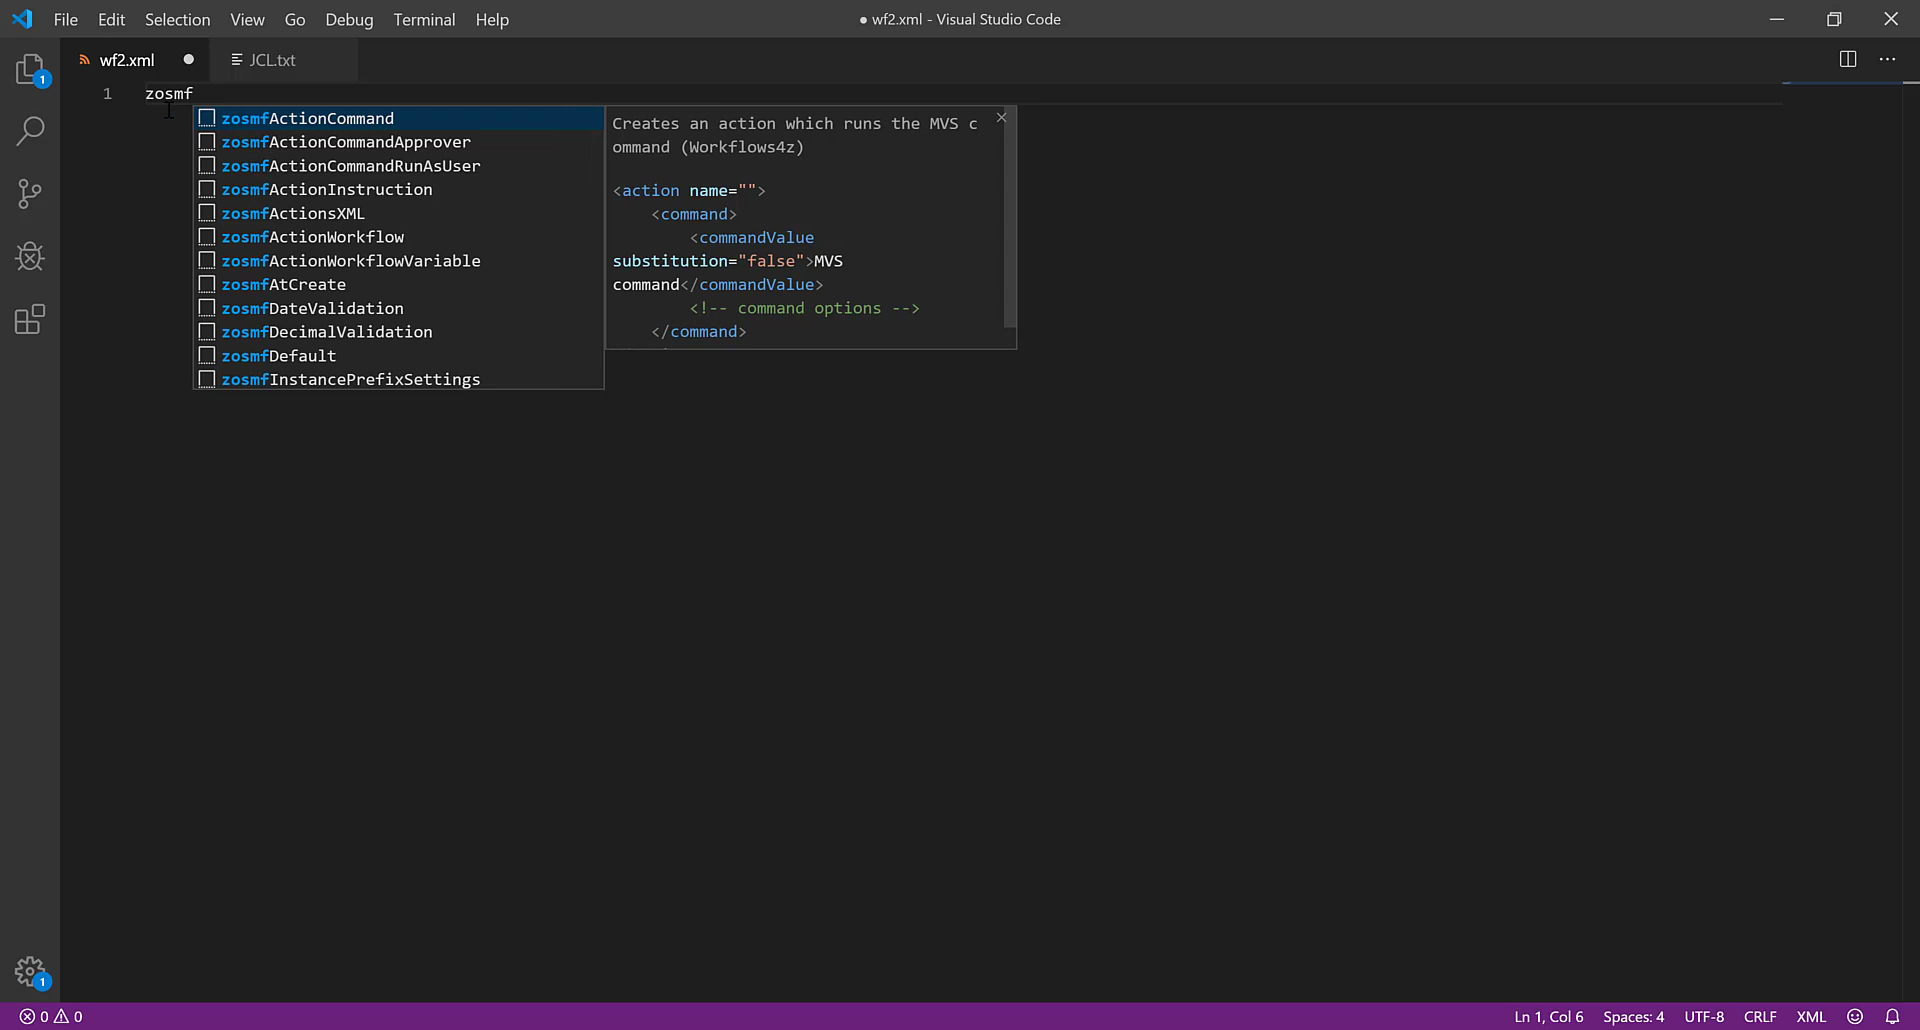 File Edit Selection View Go Debug Terminal Help
● wf2.xml - Visual Studio Code
wf2.xml ●
JCL.txt
1
1 zosmf
zosmfActionCommand
zosmfActionCommandApprover
zosmfActionCommandRunAsUser
zosmfActionInstruction
zosmfActionsXML
zosmfActionWorkflow
zosmfActionWorkflowVariable
zosmfAtCreate
zosmfDateValidation
zosmfDecimalValidation
zosmfDefault
zosmfInstancePrefixSettings
Creates an action which runs the MVS c
ommand (Workflows4z)
<action name="">
<command>
<commandValue
substitution="false">MVS
command</commandValue>
<!-- command options -->
</command>
1
0 0
Ln 1, Col 6 Spaces: 4 UTF-8 CRLF XML